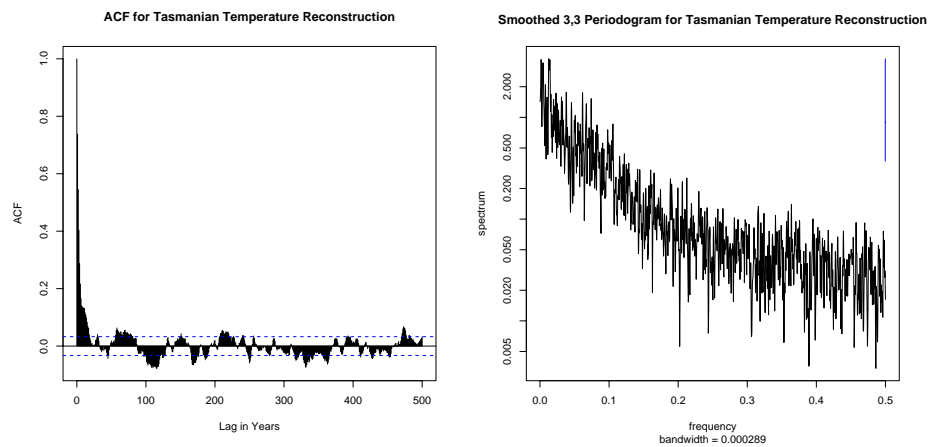 ACF for Tasmanian Temperature Reconstruction
ACF
1.0
0.8
0.6
0.4
0.2
0.0
0 100 200 300 400 500
Lag in Years
Smoothed 3,3 Periodogram for Tasmanian Temperature Reconstruction
spectrum
2.000
0.500
0.200
0.050
0.020
0.005
0.0 0.1 0.2 0.3 0.4 0.5
frequency
bandwidth = 0.000289